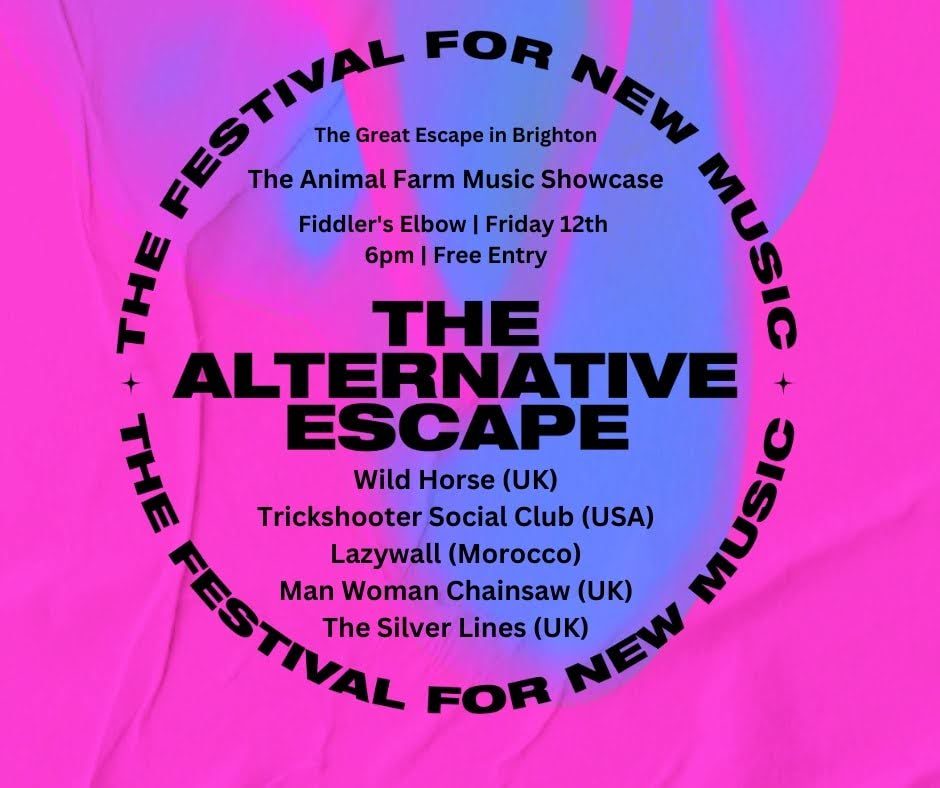 THE FESTIVAL FOR NEW MUSIC
The Great Escape in Brighton
The Animal Farm Music Showcase
Fiddler's Elbow | Friday 12th
6pm | Free Entry
THE
ALTERNATIVE
ESCAPE
Wild Horse (UK)
Trickshooter Social Club (USA)
Lazywall (Morocco)
Man Woman Chainsaw (UK)
The Silver Lines (UK)
THE FESTIVAL FOR NEW MUSIC